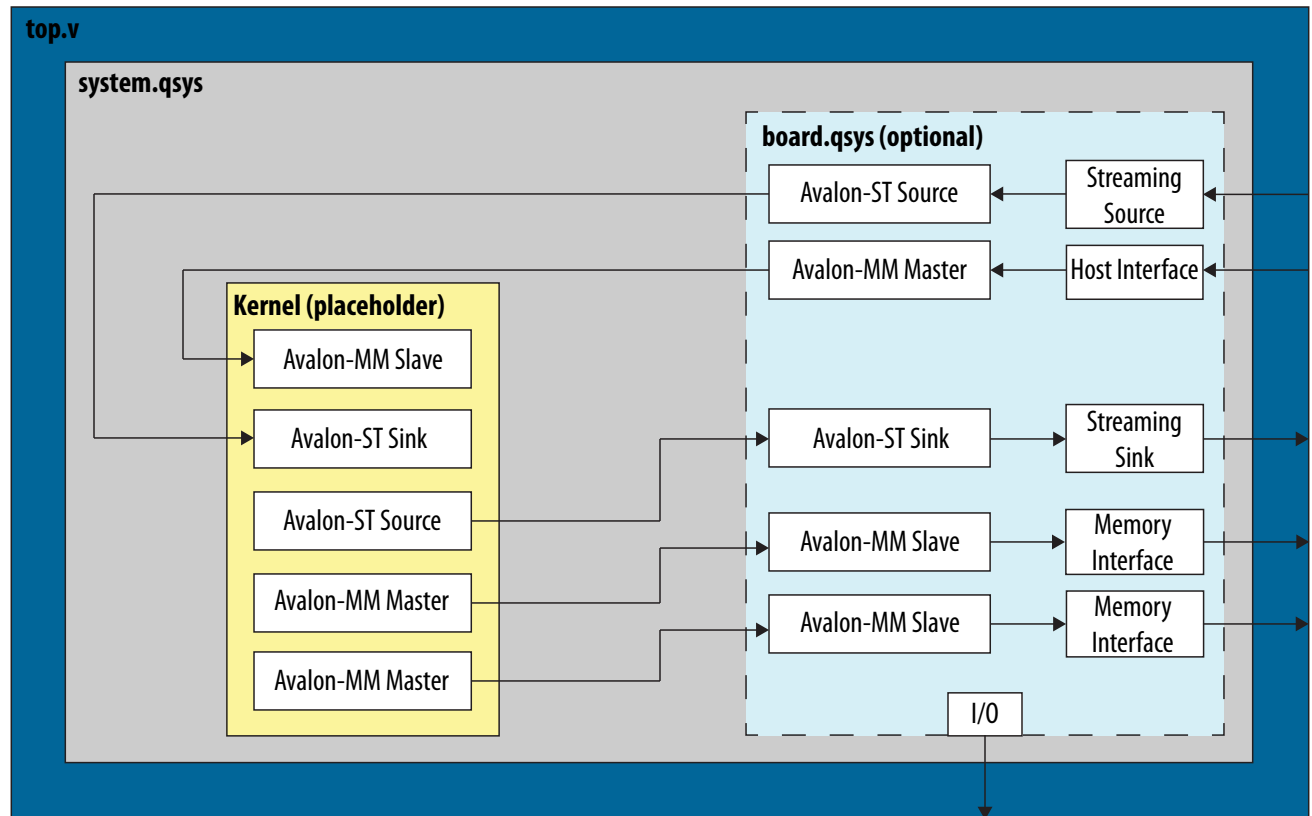 top.v
system.qsys
board.qsys (optional)
Avalon-ST Source
Streaming
Source
Avalon-MM Master
Host Interface
Kernel (placeholder)
Avalon-MM Slave
Avalon-ST Sink
Avalon-ST Source
Avalon-MM Master
Avalon-MM Master
Avalon-ST Sink
Streaming
Sink
Avalon-MM Slave
Memory
Interface
Avalon-MM Slave
Memory
Interface
I/O